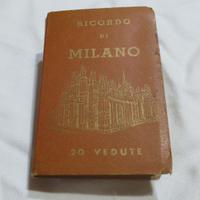 RICORDO
DI
MILANO
20 VEDUTE